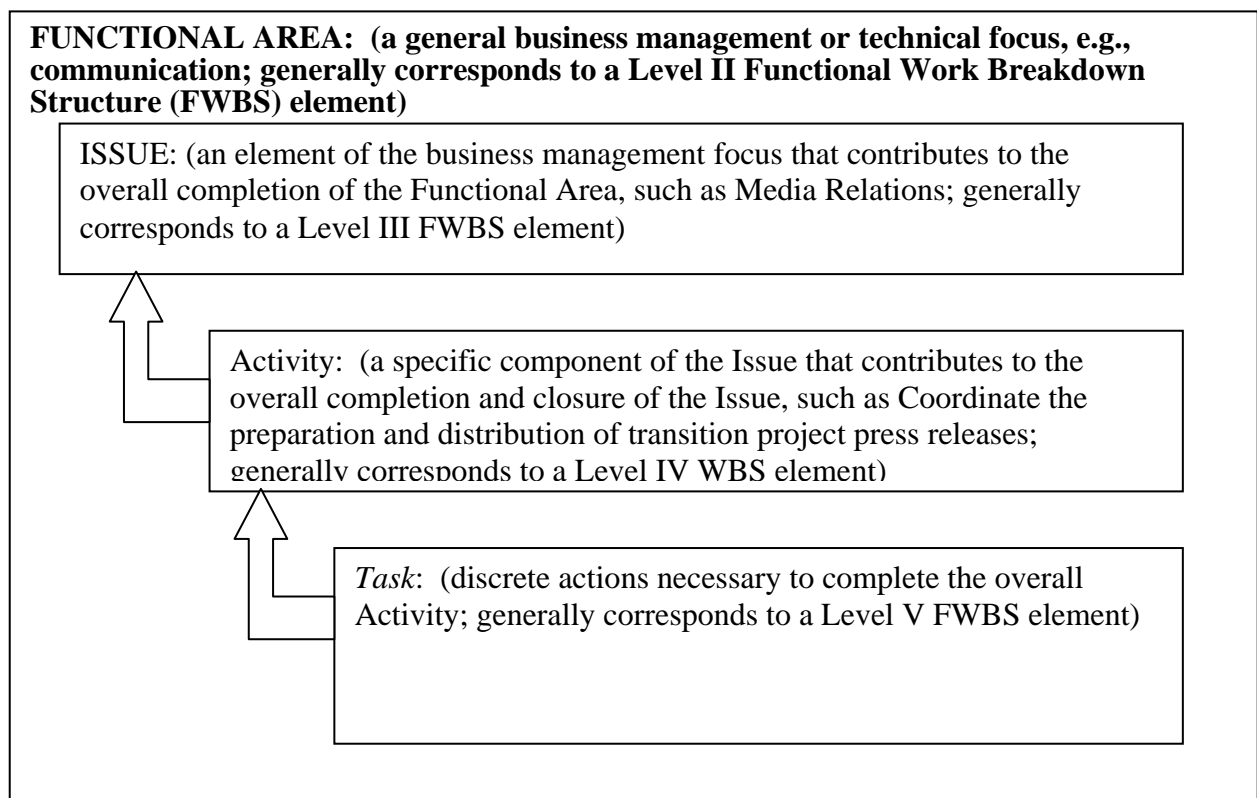 FUNCTIONAL AREA:  (a general business management or technical focus, e.g.,
communication; generally corresponds to a Level II Functional Work Breakdown
Structure (FWBS) element)
ISSUE: (an element of the business management focus that contributes to the
overall completion of the Functional Area, such as Media Relations; generally
corresponds to a Level III FWBS element)
Activity:  (a specific component of the Issue that contributes to the
overall completion and closure of the Issue, such as Coordinate the
preparation and distribution of transition project press releases;
generally corresponds to a Level IV WBS element)
Task:  (discrete actions necessary to complete the overall
Activity; generally corresponds to a Level V FWBS element)